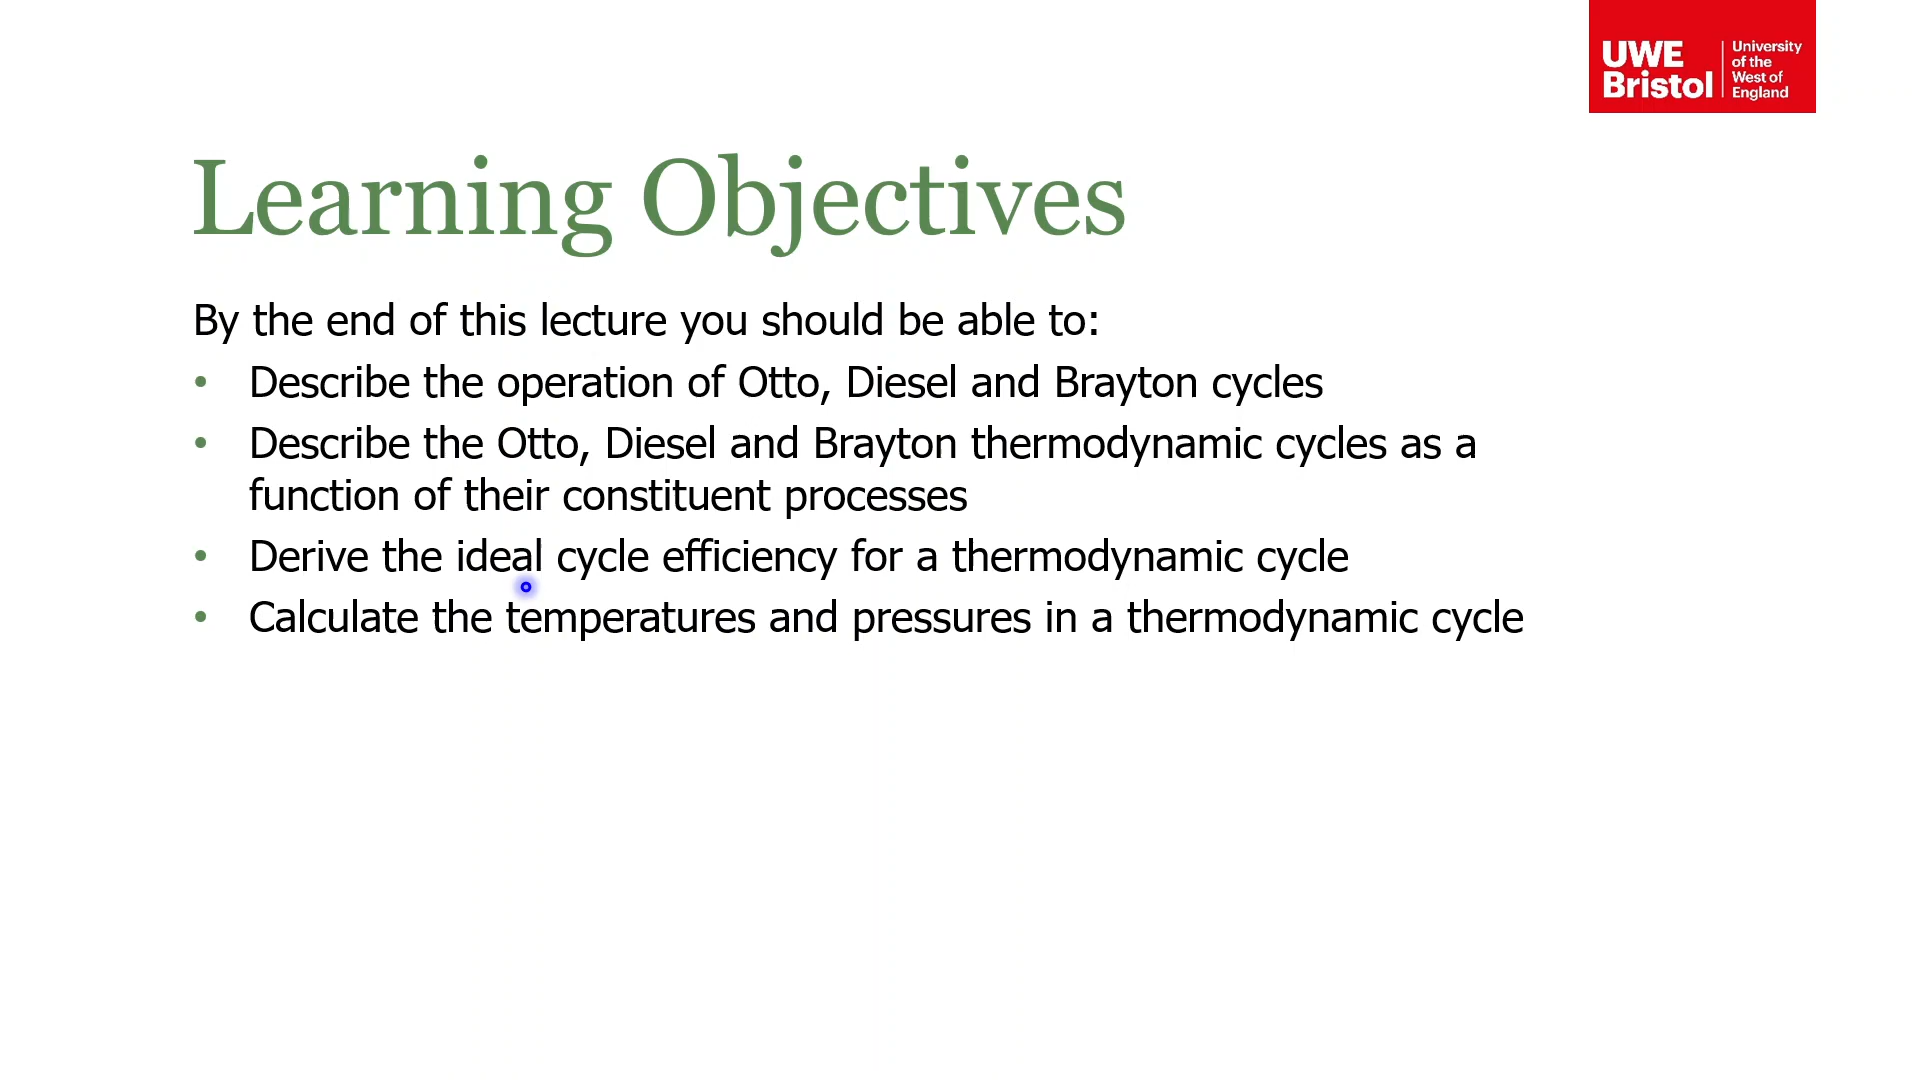 UWE
Bristol
University
of the
West of
England
Learning Objectives
By the end of this lecture you should be able to:
• Describe the operation of Otto, Diesel and Brayton cycles
• Describe the Otto, Diesel and Brayton thermodynamic cycles as a
function of their constituent processes
• Derive the ideal cycle efficiency for a thermodynamic cycle
• Calculate the temperatures and pressures in a thermodynamic cycle